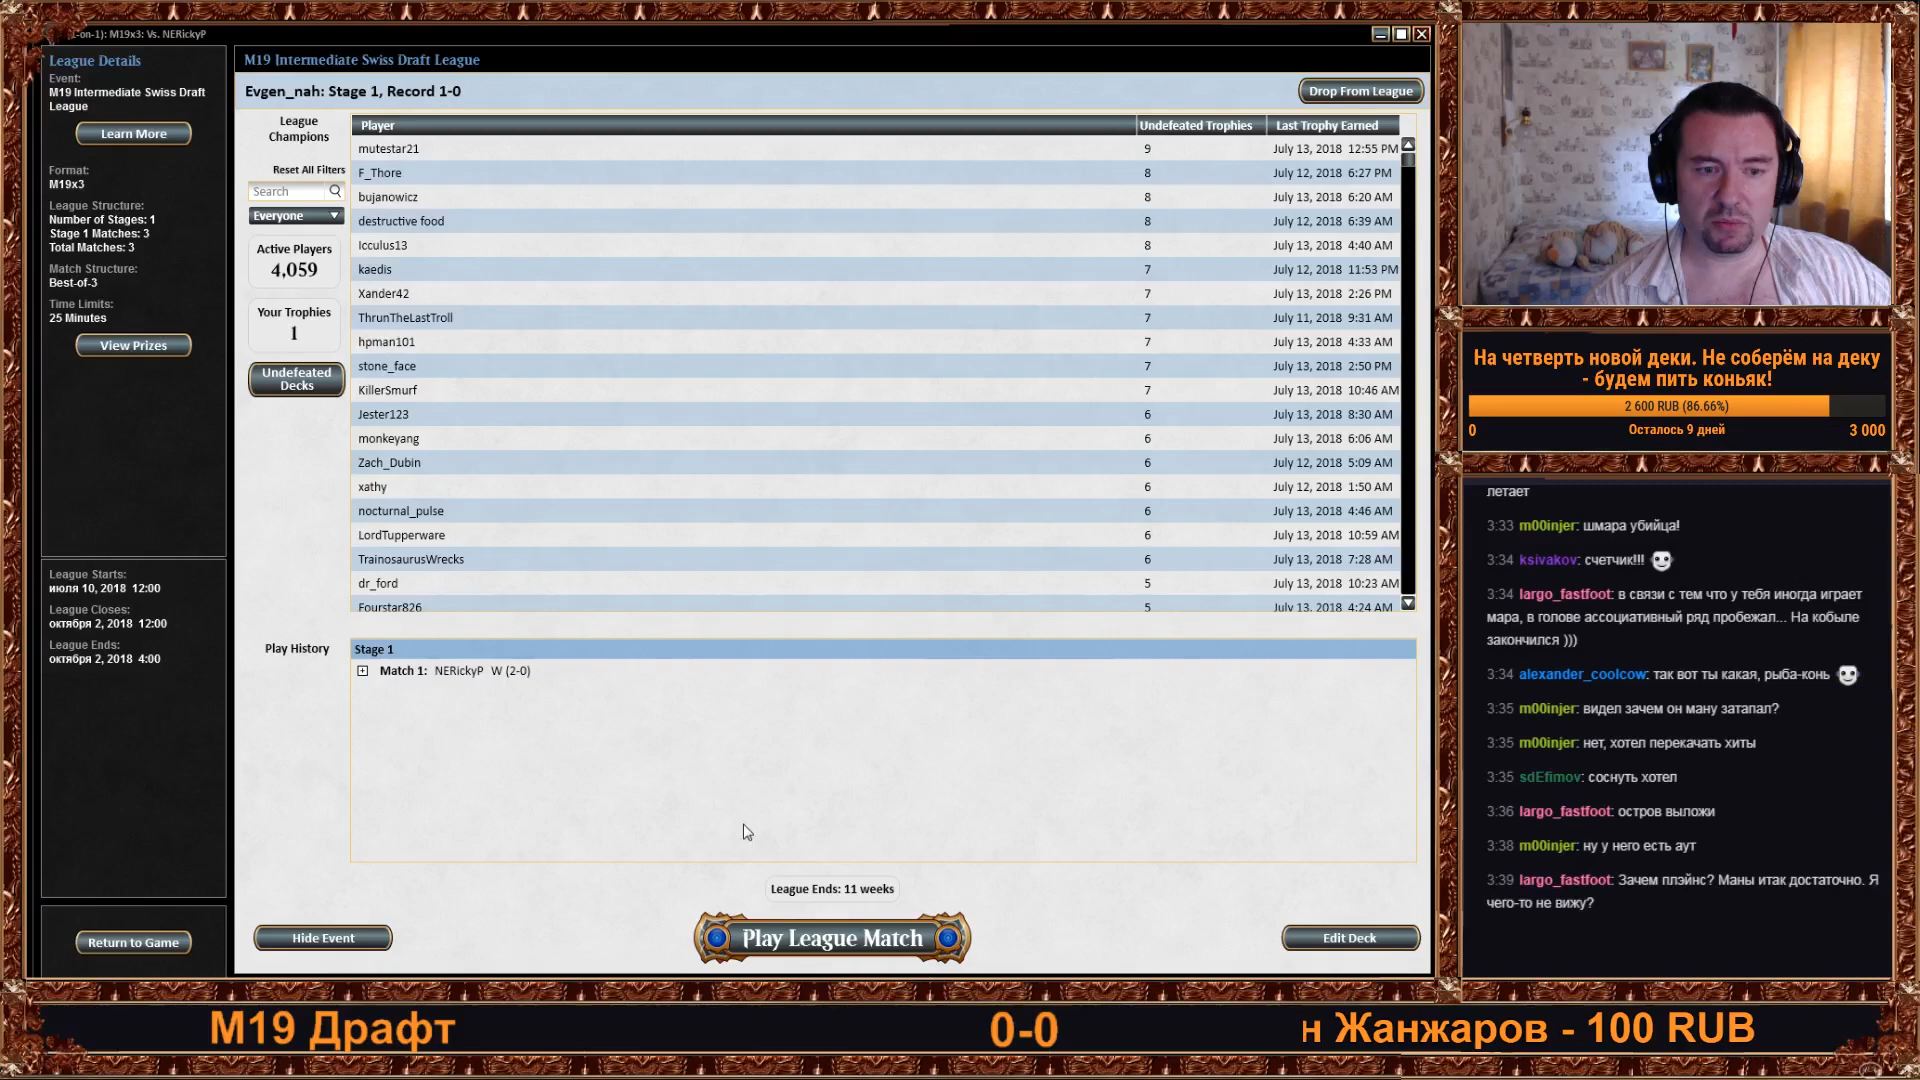 -on-1): M19x3: Vs. NERickyP
League Details
Event:
M19 Intermediate Swiss Draft
League
Learn More
Format:
M19x3
League Structure:
Number of Stages: 1
Stage 1 Matches: 3
Total Matches: 3
Match Structure:
Best-of-3
Time Limits:
25 Minutes
View Prizes
League Starts:
июля 10, 2018 12:00
League Closes:
октября 2, 2018 12:00
League Ends:
октября 2, 2018 4:00
Return to Game
M19 Intermediate Swiss Draft League
Evgen_nah: Stage 1, Record 1-0
Drop From League
League
Champions
Reset All Filters
Search
Everyone
Active Players
4,059
Your Trophies
1
Undefeated
Decks
Player Undefeated Trophies Last Trophy Earned
mutestar21 9 July 13, 2018 12:55 PM
F_Thore 8 July 12, 2018 6:27 PM
bujanowicz 8 July 13, 2018 6:20 AM
destructive food 8 July 12, 2018 6:39 AM
Icculus13 8 July 13, 2018 4:40 AM
kaedis 7 July 12, 2018 11:53 PM
Xander42 7 July 13, 2018 2:26 PM
ThrunTheLastTroll 7 July 11, 2018 9:31 AM
hpman101 7 July 13, 2018 4:33 AM
stone_face 7 July 13, 2018 2:50 PM
KillerSmurf 7 July 13, 2018 10:46 AM
Jester123 6 July 13, 2018 8:30 AM
monkeyang 6 July 13, 2018 6:06 AM
Zach_Dubin 6 July 12, 2018 5:09 AM
xathy 6 July 12, 2018 1:50 AM
nocturnal_pulse 6 July 13, 2018 4:46 AM
LordTupperware 6 July 13, 2018 10:59 AM
TrainosaurusWrecks 6 July 13, 2018 7:28 AM
dr_ford 5 July 13, 2018 10:23 AM
Fourstar826 5 July 13, 2018 4:24 AM
Play History
Stage 1
Match 1: NERickyP W (2-0)
League Ends: 11 weeks
Hide Event
Play League Match
Edit Deck
На четверть новой деки. Не соберём на деку
- будем пить коньяк!
2 600 RUB (86.66%)
0 Осталось 9 дней 3 000
летает
3:33 m00injer: шмара убийца!
3:34 ksivakov: счетчик!!!
3:34 largo_fastfoot: в связи с тем что у тебя иногда играет
мара, в голове ассоциативный ряд пробежал... На кобыле
закончился )))
3:34 alexander_coolcow: так вот ты какая, рыба-конь
3:35 m00injer: видел зачем он ману затапал?
3:35 m00injer: нет, хотел перекачать хиты
3:35 sdEfimov: соснуть хотел
3:36 largo_fastfoot: остров выложи
3:38 m00injer: ну у него есть аут
3:39 largo_fastfoot: Зачем плэйнс? Маны итак достаточно. Я
чего-то не вижу?
М19 Драфт
0-0
н Жанжаров - 100 RUB